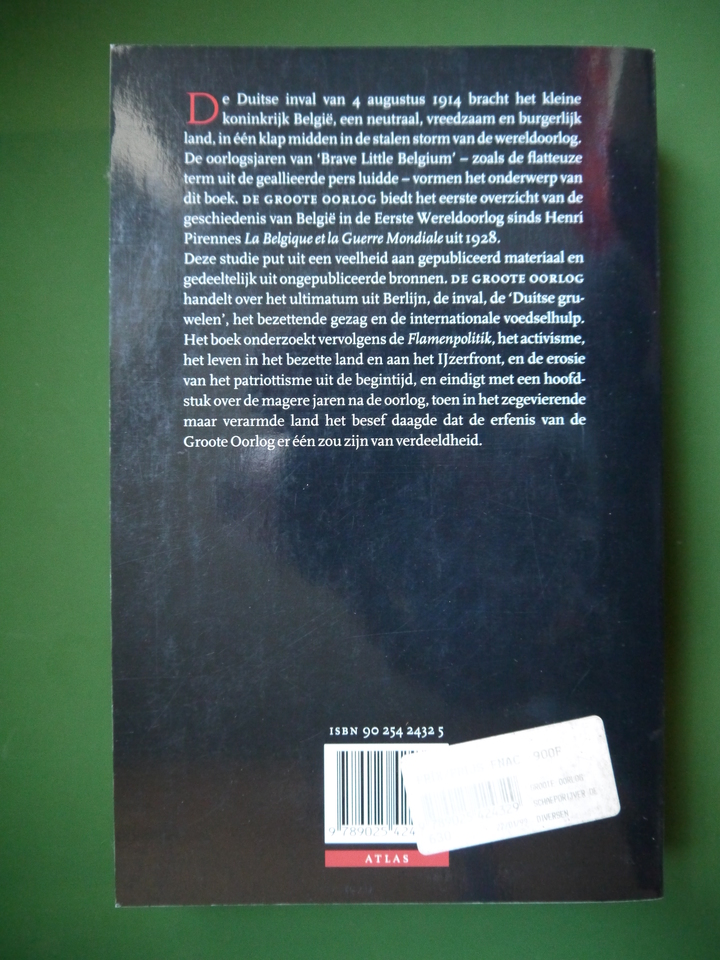 De Duitse inval van 4 augustus 1914 bracht het kleine
koninkrijk België, een neutraal, vreedzaam en burgerlijk
land, in één klap midden in de stalen storm van de wereldoorlog.
De oorlogsjaren van ‘Brave Little Belgium’ – zoals de flatteuze
term uit de geallieerde pers luidde – vormen het onderwerp van
dit boek. DE GROOTE OORLOG biedt het eerste overzicht van de
geschiedenis van België in de Eerste Wereldoorlog sinds Henri
Pirennes La Belgique et la Guerre Mondiale uit 1928.
Deze studie put uit een veelheid aan gepubliceerd materiaal en
gedeeltelijk uit ongepubliceerde bronnen. DE GROOTE OORLOG
handelt over het ultimatum uit Berlijn, de inval, de ‘Duitse gru-
welen’, het bezettende gezag en de internationale voedselhulp.
Het boek onderzoekt vervolgens de Flamenpolitik, het activisme,
het leven in het bezette land en aan het IJzerfront, en de erosie
van het patriottisme uit de begintijd, en eindigt met een hoofd-
stuk over de magere jaren na de oorlog, toen in het zegevierende
maar verarmde land het besef daagde dat de erfenis van de
Groote Oorlog er één zou zijn van verdeeldheid.
ISBN 90 254 2432 5
9 789025 424
GROOTE OORLOG
DIVERSEN
ATLAS